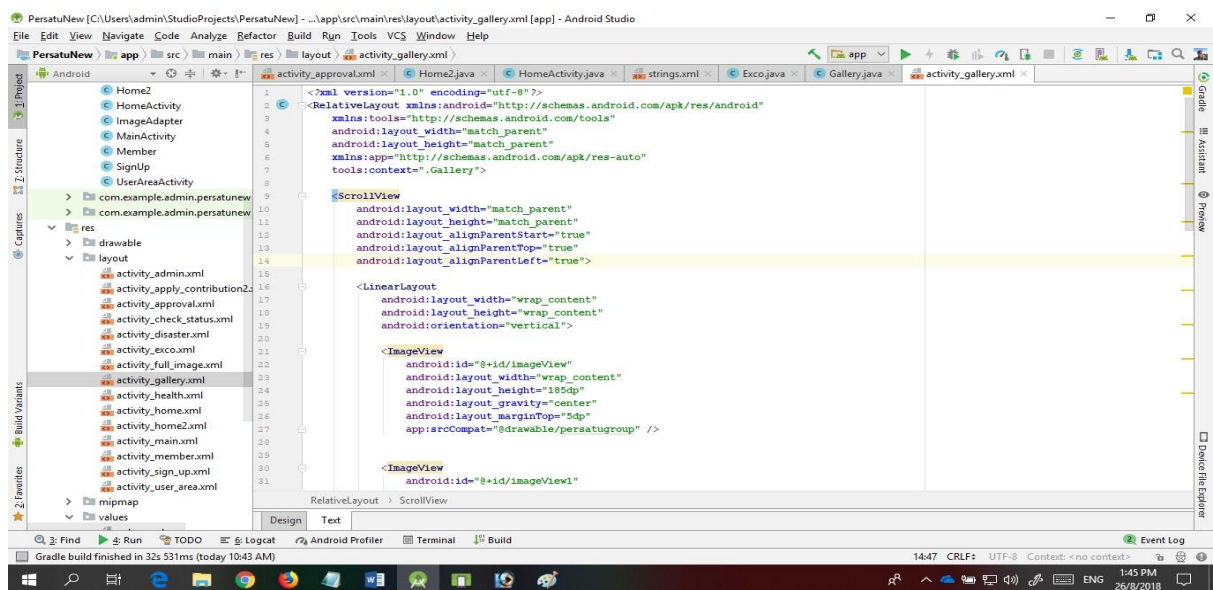 PersatuNew [C:\Users\admin\StudioProjects\PersatuNew] - ...\app\src\main\res\layout\activity_gallery.xml [app] - Android Studio
File Edit View Navigate Code Analyze Refactor Build Run Tools VCS Window Help
PersatuNew app src main res layout activity_gallery.xml
app
Android
activity_approval.xml Home2.java HomeActivity.java strings.xml Exco.java Gallery.java activity_gallery.xml
1: Project
7: Structure
Captures
Build Variants
2: Favorites
Home2
HomeActivity
ImageAdapter
MainActivity
Member
SignUp
UserAreaActivity
com.example.admin.persatunew
com.example.admin.persatunew
res
drawable
layout
activity_admin.xml
activity_apply_contribution2.x
activity_approval.xml
activity_check_status.xml
activity_disaster.xml
activity_exco.xml
activity_full_image.xml
activity_gallery.xml
activity_health.xml
activity_home.xml
activity_home2.xml
activity_main.xml
activity_member.xml
activity_sign_up.xml
activity_user_area.xml
mipmap
values
1 <?xml version="1.0" encoding="utf-8"?>
2 <RelativeLayout xmlns:android="http://schemas.android.com/apk/res/android"
3 xmlns:tools="http://schemas.android.com/tools"
4 android:layout_width="match_parent"
5 android:layout_height="match_parent"
6 xmlns:app="http://schemas.android.com/apk/res-auto"
7 tools:context=".Gallery">
8
9 <ScrollView
10 android:layout_width="match_parent"
11 android:layout_height="match_parent"
12 android:layout_alignParentStart="true"
13 android:layout_alignParentTop="true"
14 android:layout_alignParentLeft="true">
15
16 <LinearLayout
17 android:layout_width="wrap_content"
18 android:layout_height="wrap_content"
19 android:orientation="vertical">
20
21 <ImageView
22 android:id="@+id/imageView"
23 android:layout_width="wrap_content"
24 android:layout_height="185dp"
25 android:layout_gravity="center"
26 android:layout_marginTop="5dp"
27 app:srcCompat="@drawable/persatugroup" />
28
29
30 <ImageView
31 android:id="@+id/imageView1"
RelativeLayout › ScrollView
Design Text
Gradle
Assistant
Preview
Device File Explorer
3: Find 4: Run TODO 6: Logcat Android Profiler Terminal Build 2 Event Log
Gradle build finished in 32s 531ms (today 10:43 AM) 14:47 CRLF÷ UTF-8 Context: <no context>
ENG 1:45 PM
26/8/2018